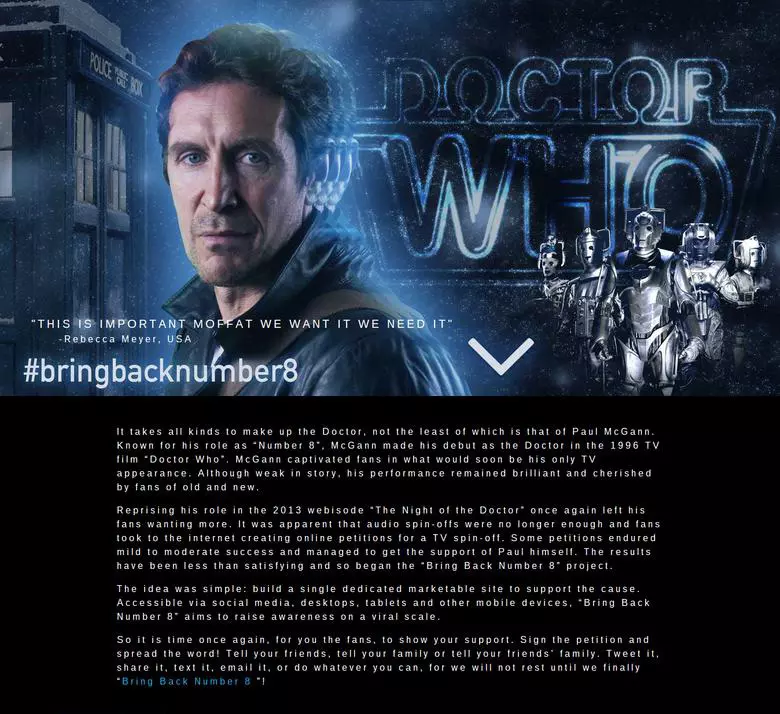 POLICE PUBLIC CALL BOX
DOCTOR
WHO
"THIS IS IMPORTANT MOFFAT WE WANT IT WE NEED IT"
-Rebecca Meyer, USA
#bringbacknumber8
It takes all kinds to make up the Doctor, not the least of which is that of Paul McGann.
Known for his role as “Number 8”, McGann made his debut as the Doctor in the 1996 TV
film “Doctor Who”. McGann captivated fans in what would soon be his only TV
appearance. Although weak in story, his performance remained brilliant and cherished
by fans of old and new.
Reprising his role in the 2013 webisode “The Night of the Doctor” once again left his
fans wanting more. It was apparent that audio spin-offs were no longer enough and fans
took to the internet creating online petitions for a TV spin-off. Some petitions endured
mild to moderate success and managed to get the support of Paul himself. The results
have been less than satisfying and so began the “Bring Back Number 8” project.
The idea was simple: build a single dedicated marketable site to support the cause.
Accessible via social media, desktops, tablets and other mobile devices, “Bring Back
Number 8” aims to raise awareness on a viral scale.
So it is time once again, for you the fans, to show your support. Sign the petition and
spread the word! Tell your friends, tell your family or tell your friends’ family. Tweet it,
share it, text it, email it, or do whatever you can, for we will not rest until we finally
“Bring Back Number 8 ”!